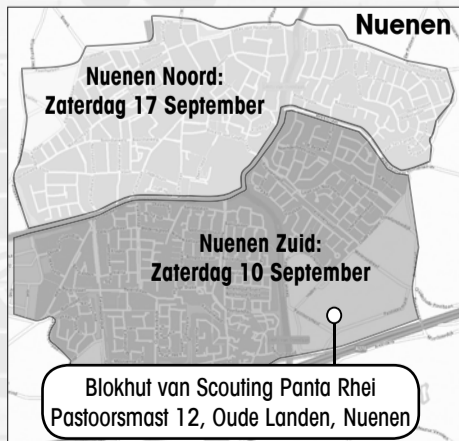 Nuenen
Nuenen Noord:
Zaterdag 17 September
Nuenen Zuid:
Zaterdag 10 September
Blokhut van Scouting Panta Rhei
Pastoorsmast 12, Oude Landen, Nuenen